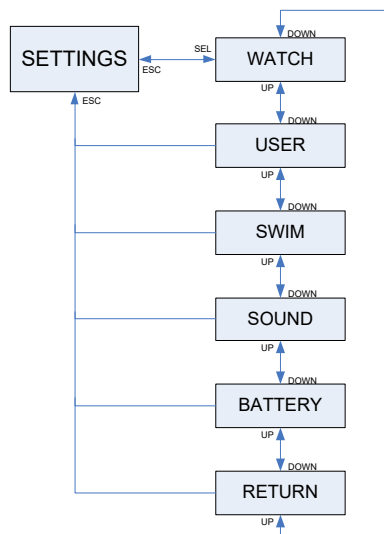 DOWN
SETTINGS
SEL
ESC
WATCH
ESC
UP
DOWN
USER
UP
DOWN
SWIM
UP
DOWN
SOUND
UP
DOWN
BATTERY
UP
DOWN
RETURN
UP